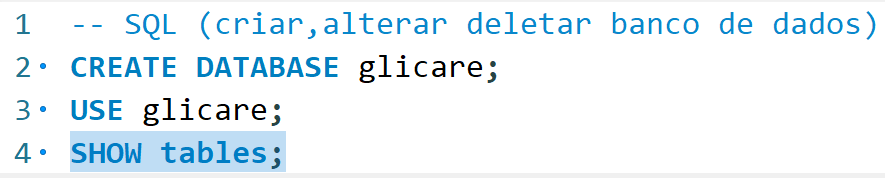 1 -- SQL (criar,alterar deletar banco de dados)
2 CREATE DATABASE glicare;
3 USE glicare;
4 SHOW tables;